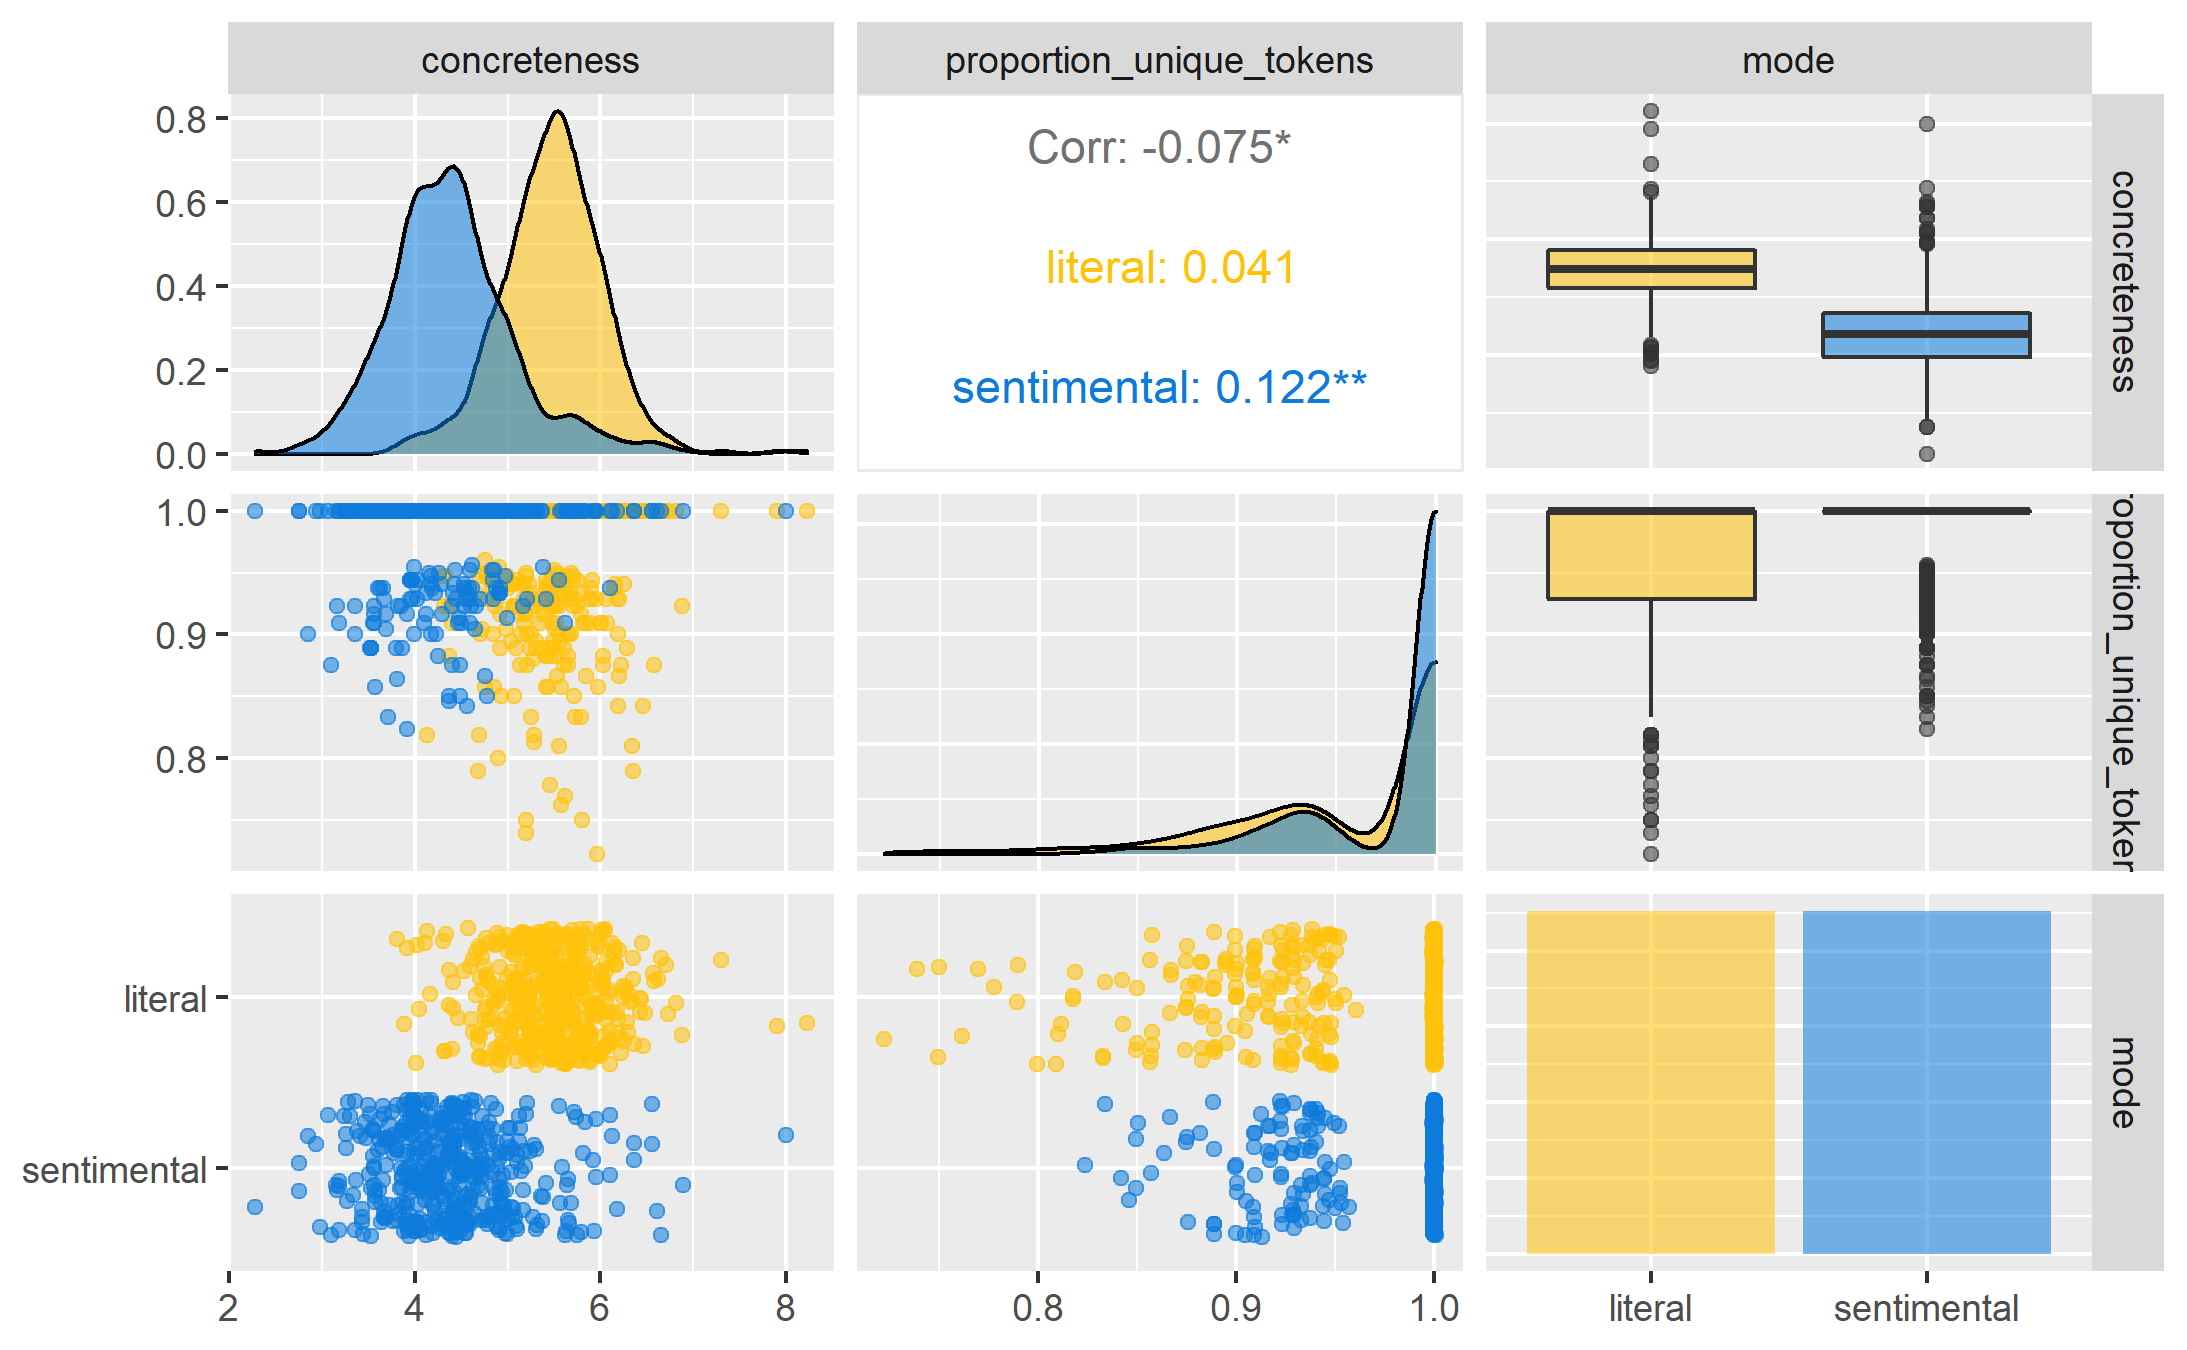 concreteness
proportion_unique_tokens
mode
0.8
0.6
0.4
0.2
0.0
Corr: -0.075*
literal: 0.041
sentimental: 0.122**
concreteness
1.0
0.9
0.8
roportion_unique_token
literal
sentimental
mode
2
4
6
8
0.8
0.9
1.0
literal
sentimental